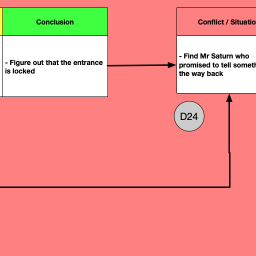 Conclusion
- Figure out that the entrance
is locked
Conflict / Situatio
- Find Mr Saturn who
promised to tell someth
the way back
D24